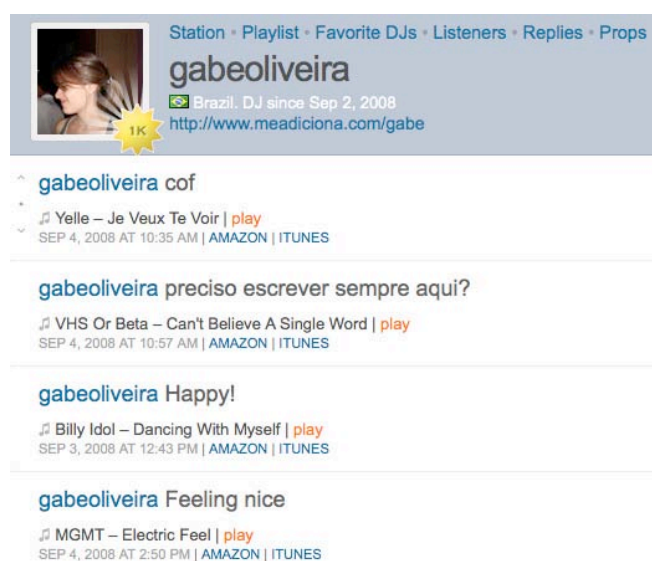 Station • Playlist • Favorite DJs • Listeners • Replies • Props
gabeoliveira
Brazil. DJ since Sep 2, 2008
http://www.meadiciona.com/gabe
1K
gabeoliveira cof
Yelle – Je Veux Te Voir | play
SEP 4, 2008 AT 10:35 AM | AMAZON | ITUNES
gabeoliveira preciso escrever sempre aqui?
VHS Or Beta – Can't Believe A Single Word | play
SEP 4, 2008 AT 10:57 AM | AMAZON | ITUNES
gabeoliveira Happy!
Billy Idol – Dancing With Myself | play
SEP 3, 2008 AT 12:43 PM | AMAZON | ITUNES
gabeoliveira Feeling nice
MGMT – Electric Feel | play
SEP 4, 2008 AT 2:50 PM | AMAZON | ITUNES